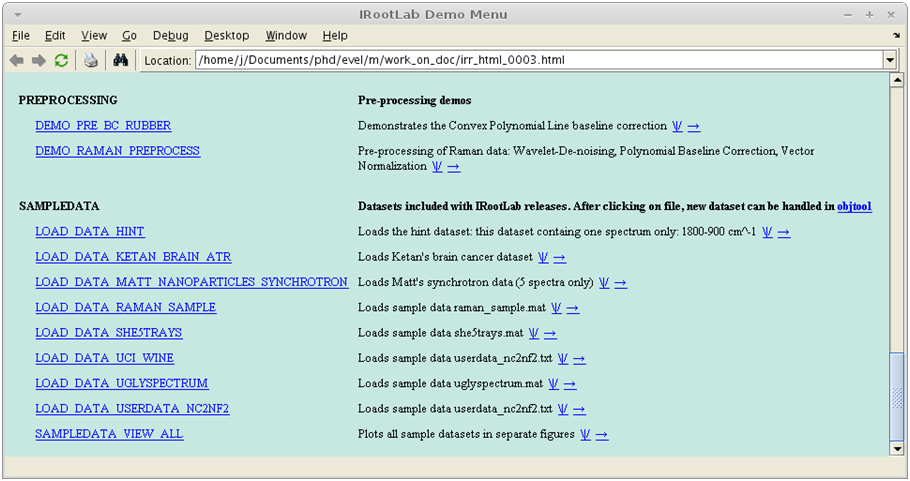 IRootLab Demo Menu
File Edit View Go Debug Desktop Window Help
Location: /home/j/Documents/phd/evel/m/work_on_doc/irr_html_0003.html
PREPROCESSING Pre-processing demos
DEMO_PRE_BC_RUBBER Demonstrates the Convex Polynomial Line baseline correction ψ →
DEMO_RAMAN_PREPROCESS Pre-processing of Raman data: Wavelet-De-noising, Polynomial Baseline Correction, Vector
Normalization ψ →
SAMPLEDATA Datasets included with IRootLab releases. After clicking on file, new dataset can be handled in objtool
LOAD_DATA_HINT Loads the hint dataset: this dataset containg one spectrum only: 1800-900 cm^-1 ψ →
LOAD_DATA_KETAN_BRAIN_ATR Loads Ketan's brain cancer dataset ψ →
LOAD_DATA_MATT_NANOPARTICLES_SYNCHROTRON Loads Matt's synchrotron data (5 spectra only) ψ →
LOAD_DATA_RAMAN_SAMPLE Loads sample data raman_sample.mat ψ →
LOAD_DATA_SHE5TRAYS Loads sample data she5trays.mat ψ →
LOAD_DATA_UCI_WINE Loads sample data userdata_nc2nf2.txt ψ →
LOAD_DATA_UGLYSPECTRUM Loads sample data uglyspectrum.mat ψ →
LOAD_DATA_USERDATA_NC2NF2 Loads sample data userdata_nc2nf2.txt ψ →
SAMPLEDATA_VIEW_ALL Plots all sample datasets in separate figures ψ →